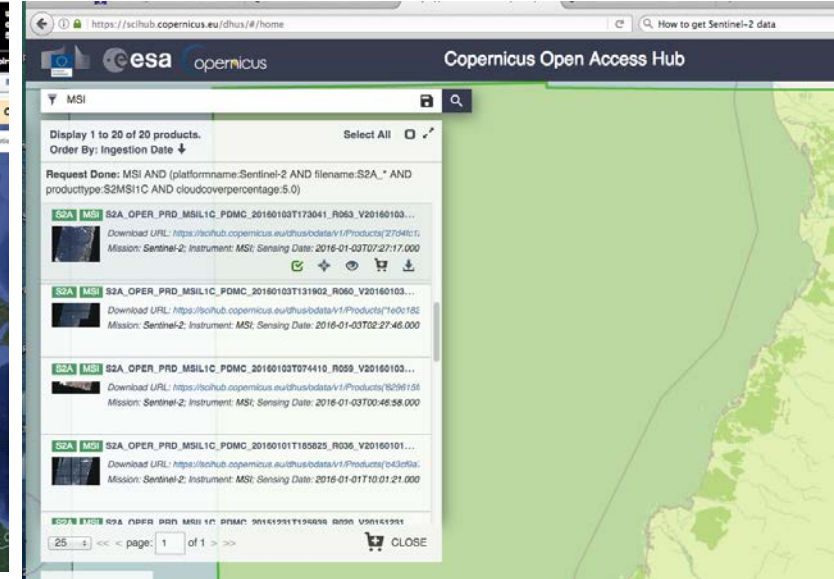 https://scihub.copernicus.eu/dhus/#/home
How to get Sentinel-2 data
esa opernicus
Copernicus Open Access Hub
MSI
Display 1 to 20 of 20 products.
Select All
Order By: Ingestion Date
Request Done: MSI AND (platformname:Sentinel-2 AND filename:S2A_* AND
producttype:S2MSI1C AND cloudcoverpercentage:5.0)
S2A MSI S2A_OPER_PRD_MSIL1C_PDMC_20160103T173041_R063_V20160103...
Download URL: https://scihub.copernicus.eu/dhus/odata/v1/Products('27d4fc1
Mission: Sentinel-2; Instrument: MSI; Sensing Date: 2016-01-03T07:27:17.000
S2A MSI S2A_OPER_PRD_MSIL1C_PDMC_20160103T131902_R060_V20160103...
Download URL: https://scihub.copernicus.eu/dhus/odata/v1/Products('1e0c182
Mission: Sentinel-2; Instrument: MSI; Sensing Date: 2016-01-03T02:27:46.000
S2A MSI S2A_OPER_PRD_MSIL1C_PDMC_20160103T074410_R059_V20160103...
Download URL: https://scihub.copernicus.eu/dhus/odata/v1/Products('829615f
Mission: Sentinel-2; Instrument: MSI; Sensing Date: 2016-01-03T00:46:58.000
S2A MSI S2A_OPER_PRD_MSIL1C_PDMC_20160101T185825_R036_V20160101...
Download URL: https://scihub.copernicus.eu/dhus/odata/v1/Products('c43cf9a
Mission: Sentinel-2; Instrument: MSI; Sensing Date: 2016-01-01T10:01:21.000
S2A MSI S2A_OPER_PRD_MSIL1C_PDMC_20151231T125939_R020_V20151231
25 << < page: 1 of 1 > >>
CLOSE